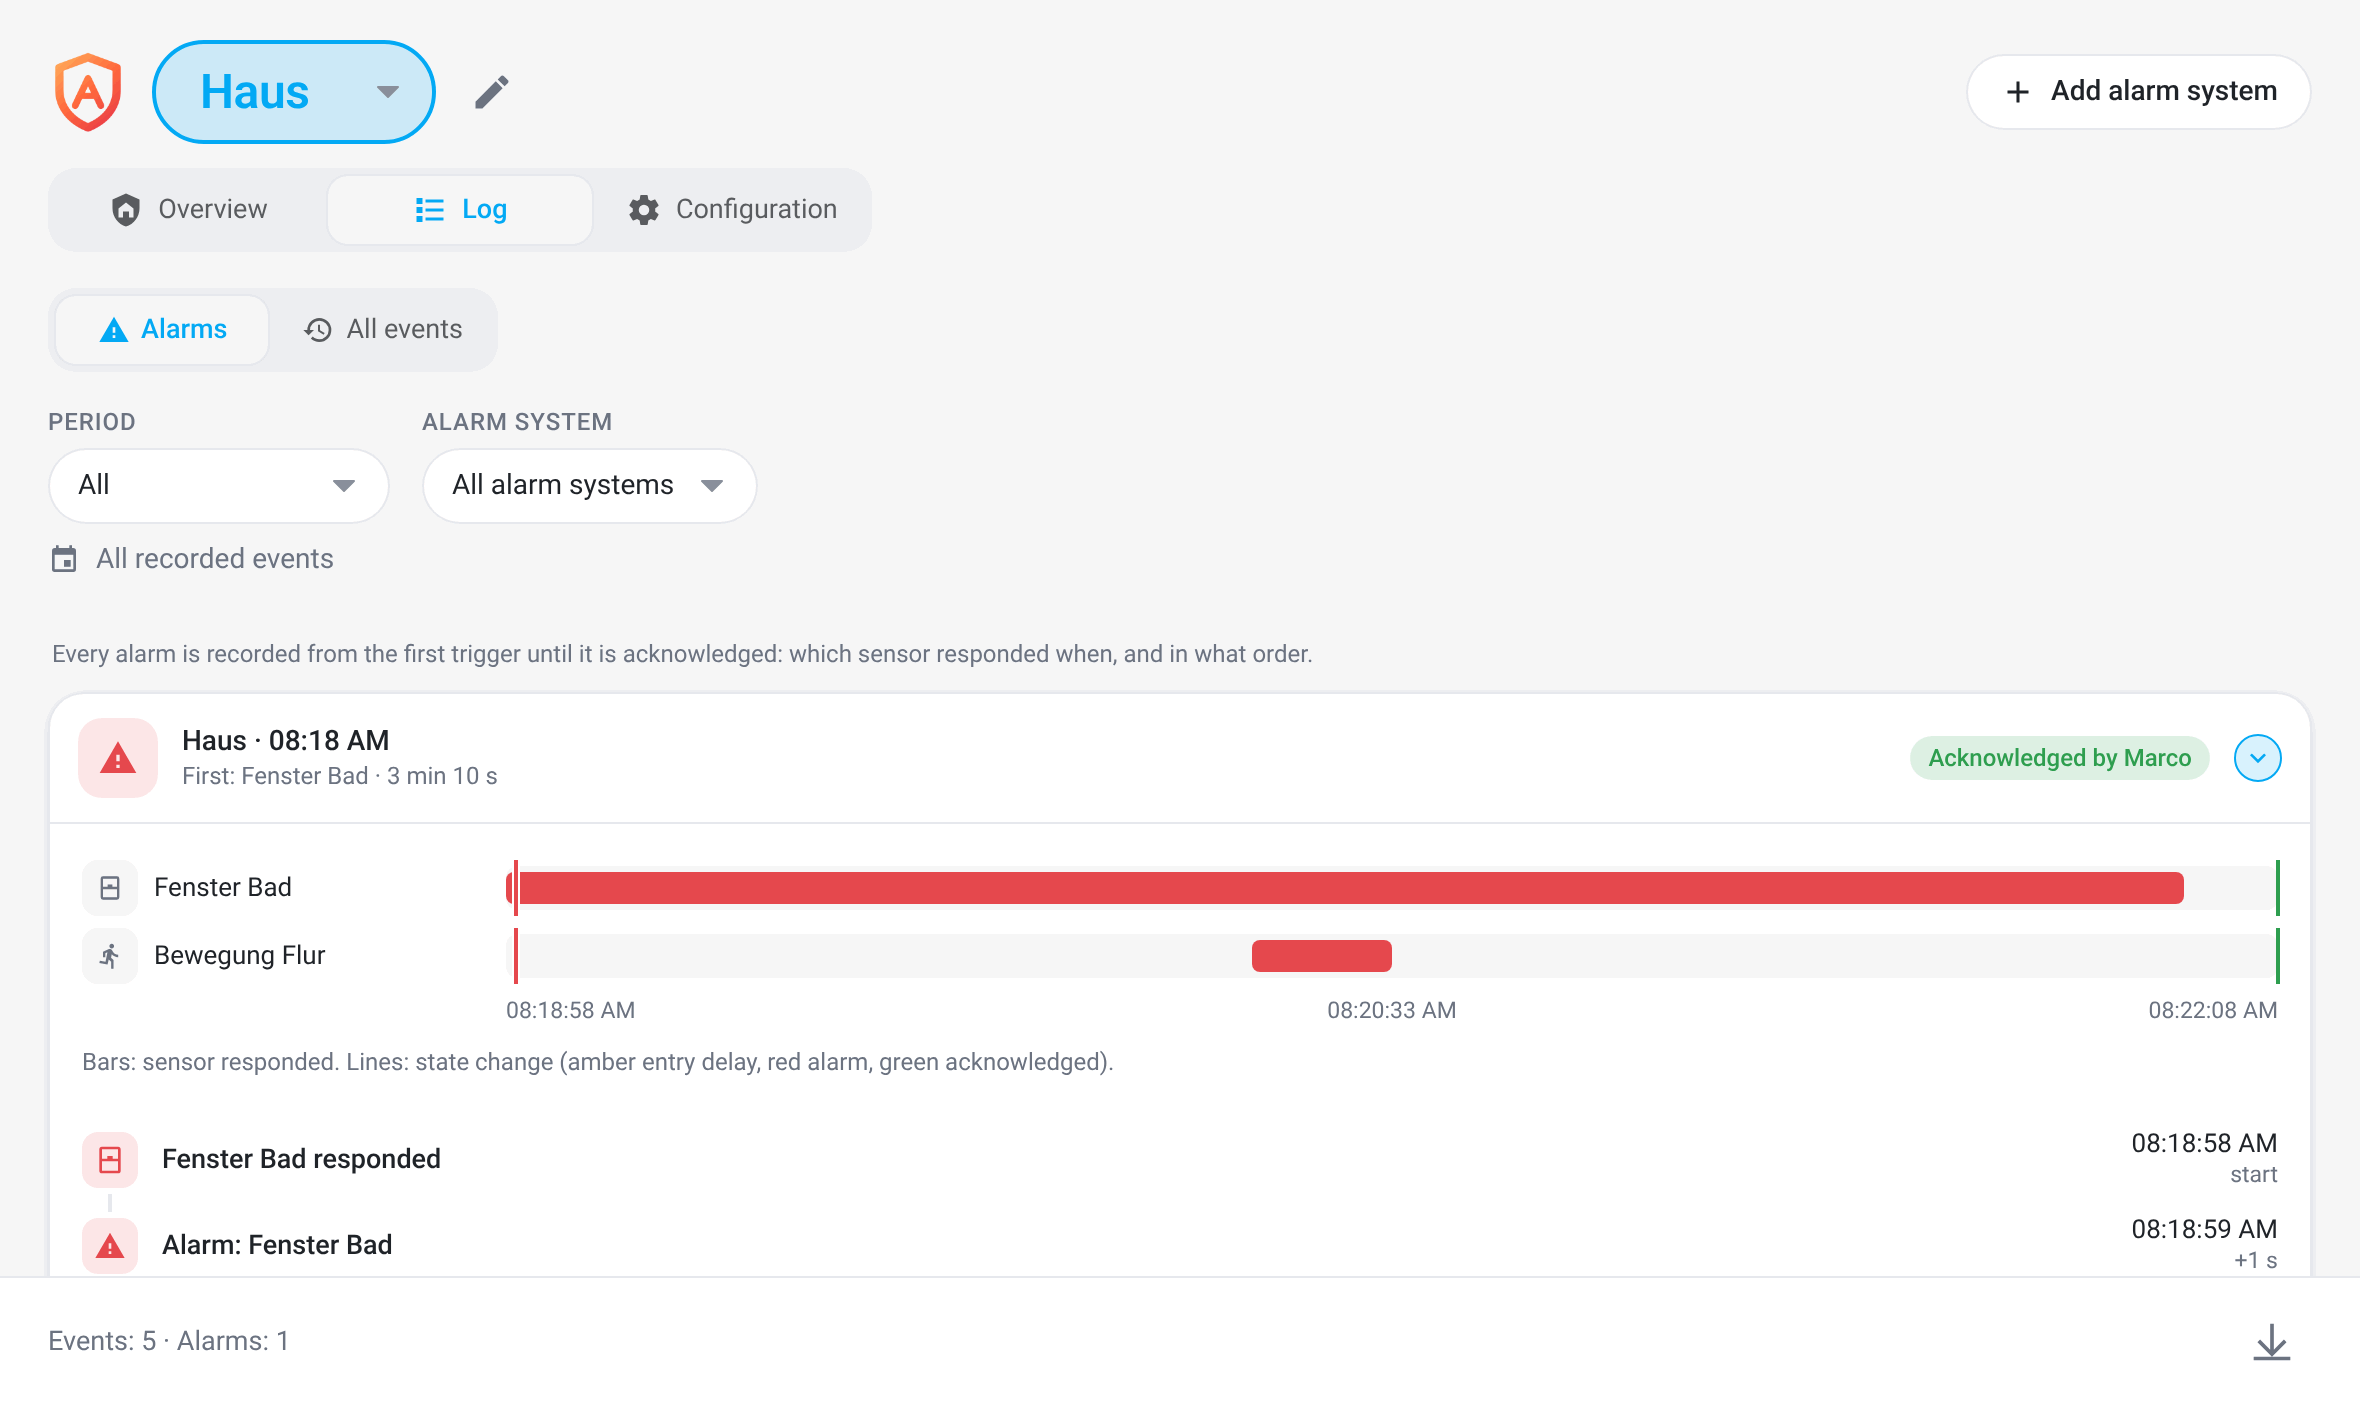 Haus
Add alarm system
Overview
Log
Configuration
Alarms
All events
PERIOD
ALARM SYSTEM
All
All alarm systems
All recorded events
Every alarm is recorded from the first trigger until it is acknowledged: which sensor responded when, and in what order.
Haus · 08:18 AM
First: Fenster Bad · 3 min 10 s
Acknowledged by Marco
Fenster Bad
Bewegung Flur
08:18:58 AM
08:20:33 AM
08:22:08 AM
Bars: sensor responded. Lines: state change (amber entry delay, red alarm, green acknowledged).
Fenster Bad responded
08:18:58 AM
start
Alarm: Fenster Bad
08:18:59 AM
+1 s
Events: 5 · Alarms: 1